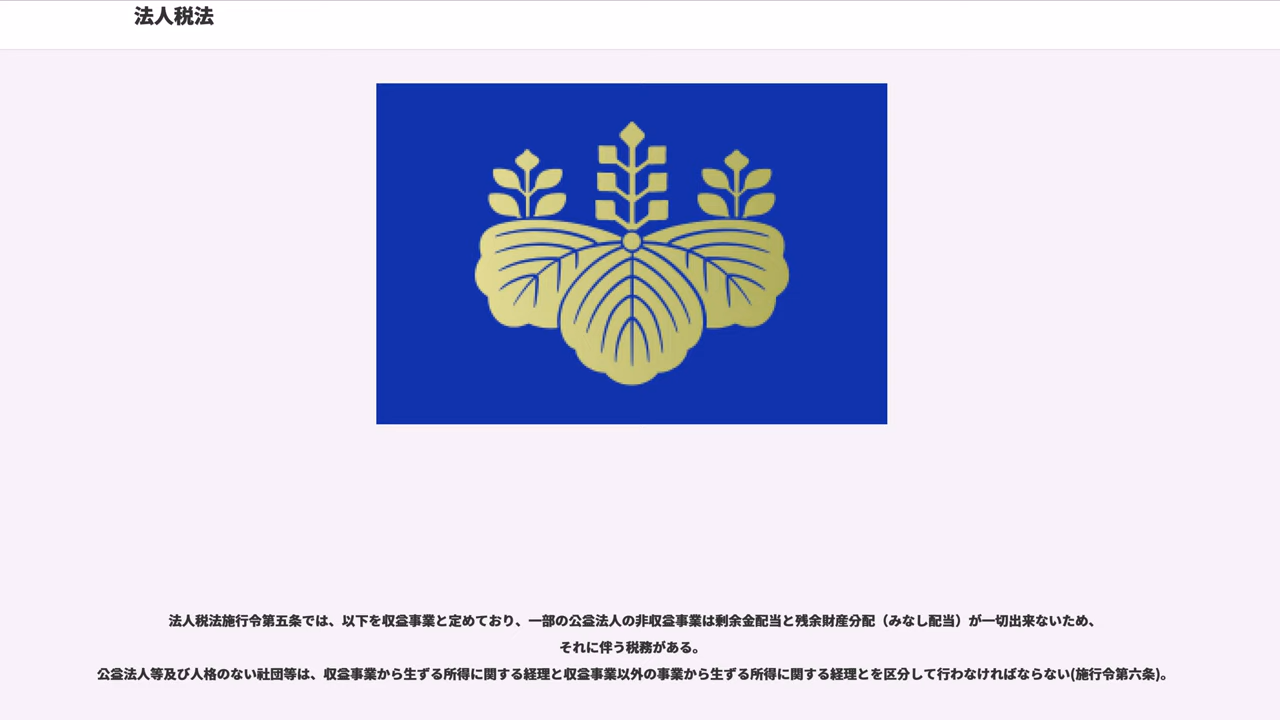 法人税法
法人税法施行令第五条では、以下を収益事業と定めており、一部の公益法人の非収益事業は剰余金配当と残余財産分配（みなし配当）が一切出来ないため、
それに伴う税務がある。
公益法人等及び人格のない社団等は、収益事業から生ずる所得に関する経理と収益事業以外の事業から生ずる所得に関する経理とを区分して行わなければならない(施行令第六条)。